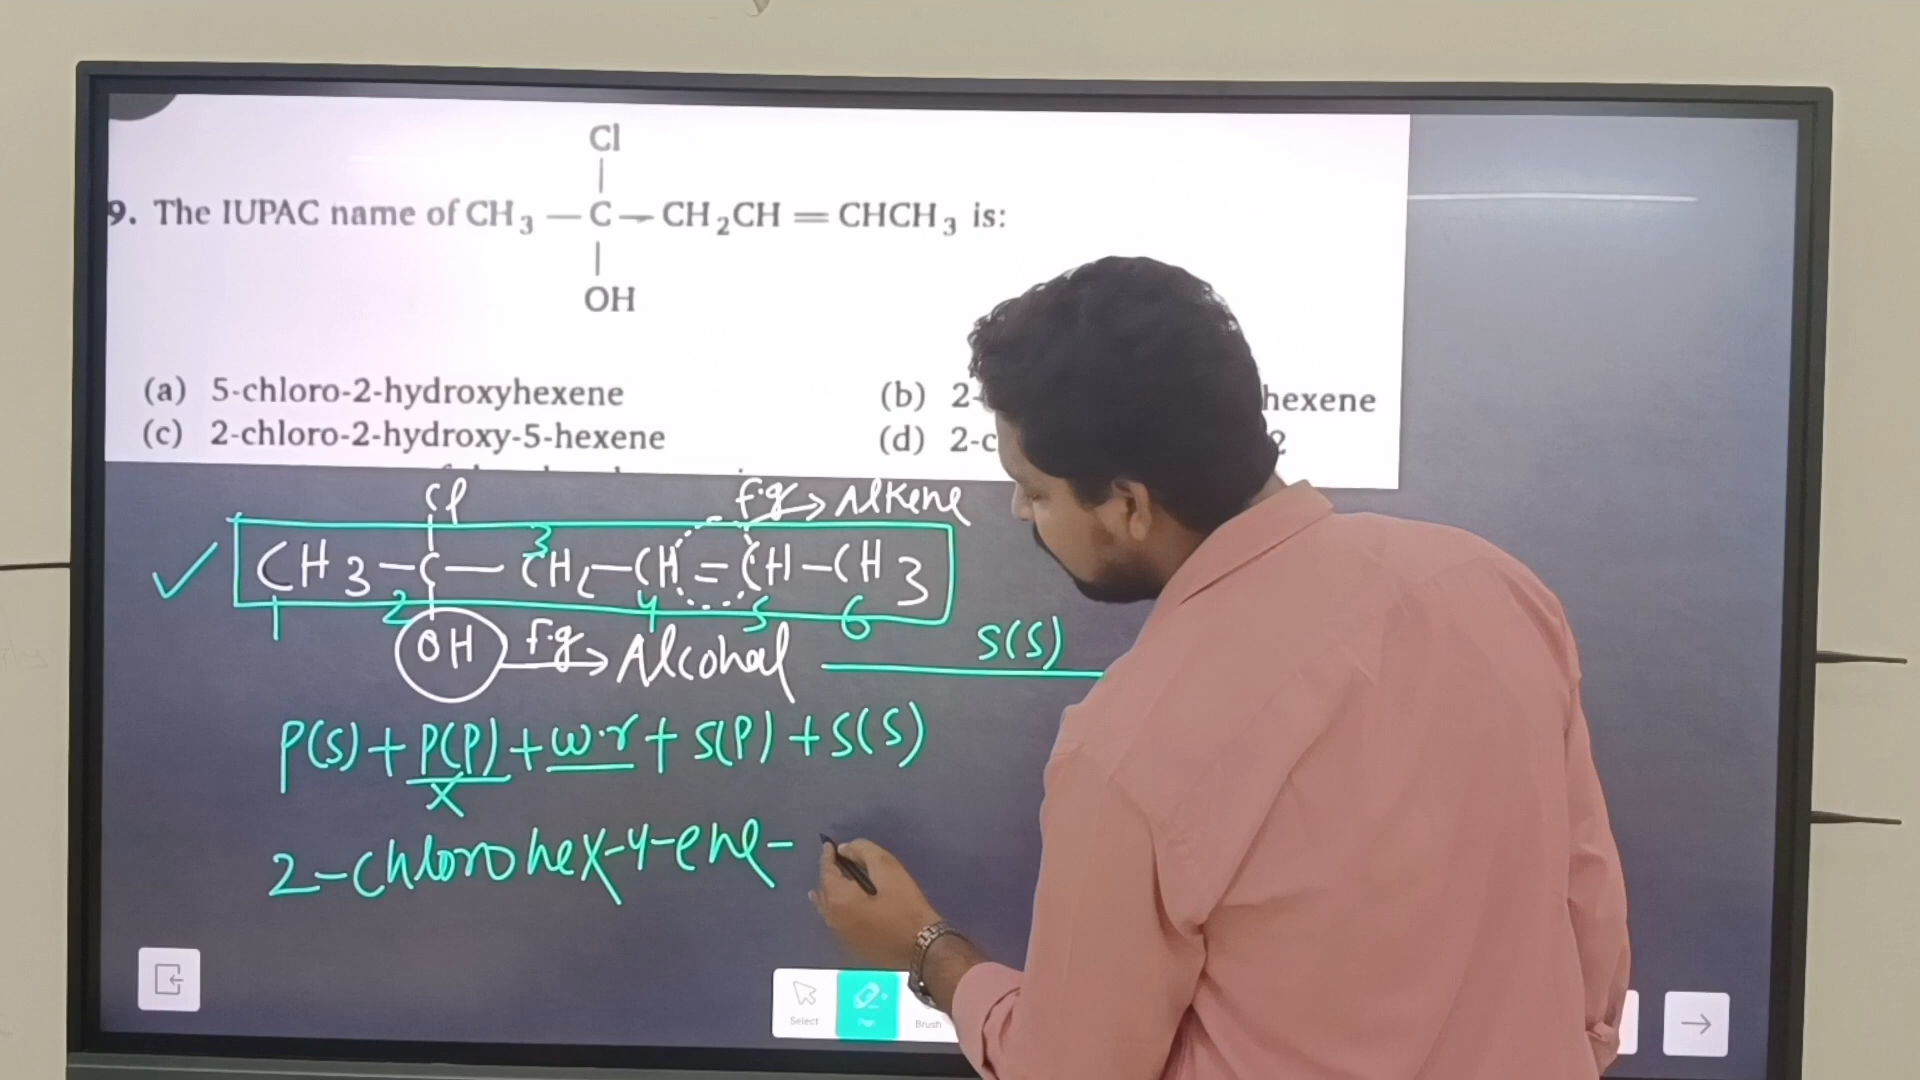 Cl
9. The IUPAC name of CH3 — C — CH2CH = CHCH3 is:
OH
(a) 5-chloro-2-hydroxyhexene
(b) 2- hexene
(c) 2-chloro-2-hydroxy-5-hexene
(d) 2-c 2
Cl
f.g → Alkene
CH3 – C – CH2 – CH = CH – CH3
1 2 3 4 5 6
OH f.g → Alcohal
S(S)
P(S) + P(P) + w.r + S(P) + S(S)
X
2-chlorohex-4-ene-
Select
Pen
Brush